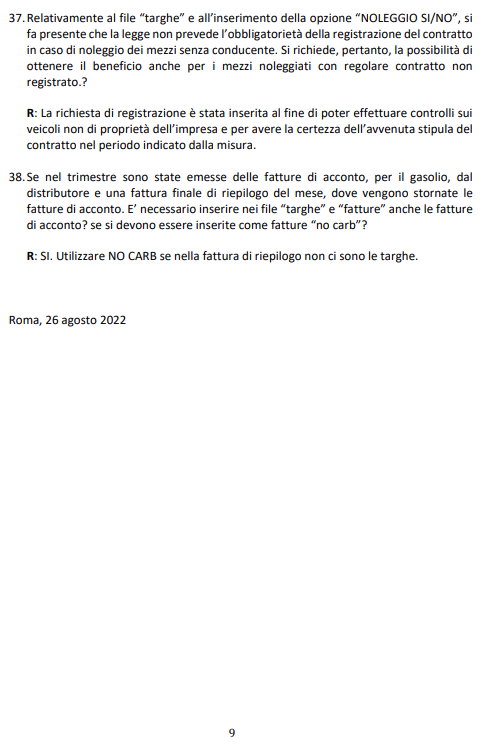 37. Relativamente al file “targhe” e all’inserimento della opzione “NOLEGGIO SI/NO”, si
fa presente che la legge non prevede l’obbligatorietà della registrazione del contratto
in caso di noleggio dei mezzi senza conducente. Si richiede, pertanto, la possibilità di
ottenere il beneficio anche per i mezzi noleggiati con regolare contratto non
registrato.?
R: La richiesta di registrazione è stata inserita al fine di poter effettuare controlli sui
veicoli non di proprietà dell’impresa e per avere la certezza dell’avvenuta stipula del
contratto nel periodo indicato dalla misura.
38. Se nel trimestre sono state emesse delle fatture di acconto, per il gasolio, dal
distributore e una fattura finale di riepilogo del mese, dove vengono stornate le
fatture di acconto. E’ necessario inserire nei file “targhe” e “fatture” anche le fatture
di acconto? se si devono essere inserite come fatture “no carb”?
R: SI. Utilizzare NO CARB se nella fattura di riepilogo non ci sono le targhe.
Roma, 26 agosto 2022
9